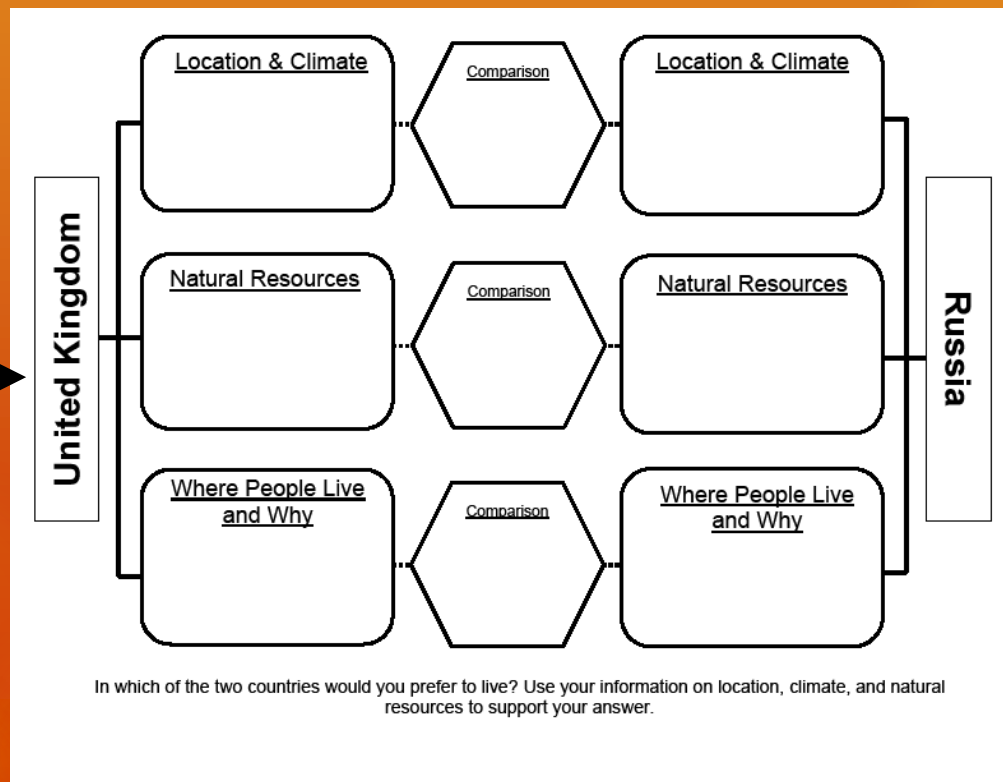 United Kingdom
Location & Climate
Comparison
Location & Climate
Natural Resources
Comparison
Natural Resources
Where People Live
and Why
Comparison
Where People Live
and Why
Russia
In which of the two countries would you prefer to live? Use your information on location, climate, and natural
resources to support your answer.